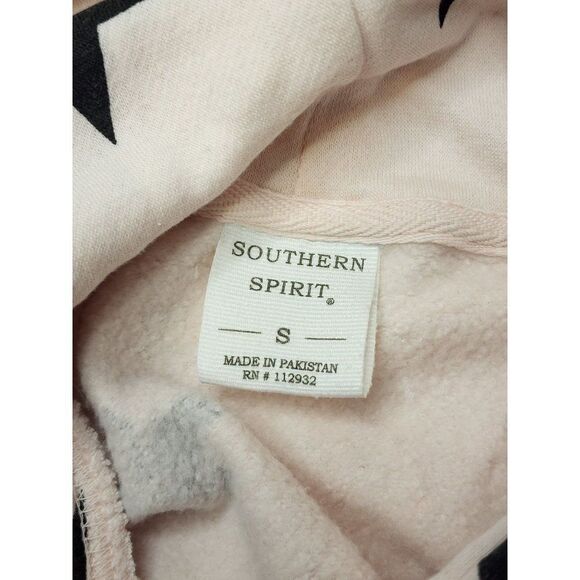 SOUTHERN
SPIRIT®
S
MADE IN PAKISTAN
RN # 112932